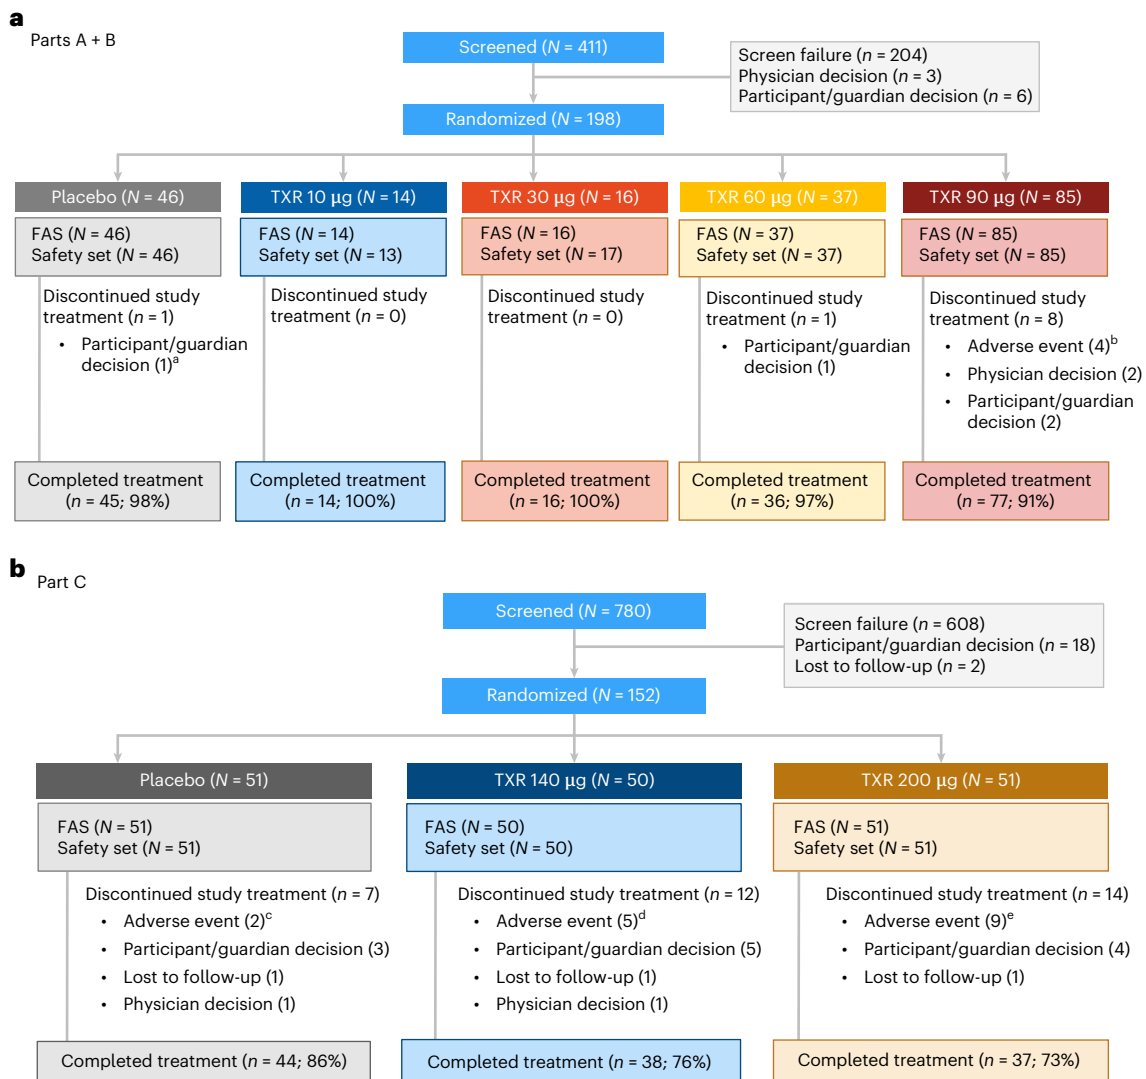 a
Parts A + B
Screened (N = 411)
Screen failure (n = 204)
Physician decision (n = 3)
Participant/guardian decision (n = 6)
Randomized (N = 198)
Placebo (N = 46)
FAS (N = 46)
Safety set (N = 46)
Discontinued study
treatment (n = 1)
• Participant/guardian
decision (1)a
Completed treatment
(n = 45; 98%)
TXR 10 µg (N = 14)
FAS (N = 14)
Safety set (N = 13)
Discontinued study
treatment (n = 0)
Completed treatment
(n = 14; 100%)
TXR 30 µg (N = 16)
FAS (N = 16)
Safety set (N = 17)
Discontinued study
treatment (n = 0)
Completed treatment
(n = 16; 100%)
TXR 60 µg (N = 37)
FAS (N = 37)
Safety set (N = 37)
Discontinued study
treatment (n = 1)
• Participant/guardian
decision (1)
Completed treatment
(n = 36; 97%)
TXR 90 µg (N = 85)
FAS (N = 85)
Safety set (N = 85)
Discontinued study
treatment (n = 8)
• Adverse event (4)b
• Physician decision (2)
• Participant/guardian
decision (2)
Completed treatment
(n = 77; 91%)
b
Part C
Screened (N = 780)
Screen failure (n = 608)
Participant/guardian decision (n = 18)
Lost to follow-up (n = 2)
Randomized (N = 152)
Placebo (N = 51)
FAS (N = 51)
Safety set (N = 51)
Discontinued study treatment (n = 7)
• Adverse event (2)c
• Participant/guardian decision (3)
• Lost to follow-up (1)
• Physician decision (1)
Completed treatment (n = 44; 86%)
TXR 140 µg (N = 50)
FAS (N = 50)
Safety set (N = 50)
Discontinued study treatment (n = 12)
• Adverse event (5)d
• Participant/guardian decision (5)
• Lost to follow-up (1)
• Physician decision (1)
Completed treatment (n = 38; 76%)
TXR 200 µg (N = 51)
FAS (N = 51)
Safety set (N = 51)
Discontinued study treatment (n = 14)
• Adverse event (9)e
• Participant/guardian decision (4)
• Lost to follow-up (1)
Completed treatment (n = 37; 73%)